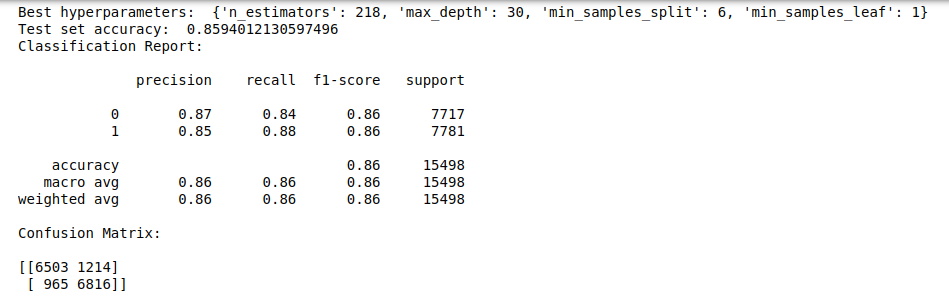 Best hyperparameters:  {'n_estimators': 218, 'max_depth': 30, 'min_samples_split': 6, 'min_samples_leaf': 1}
Test set accuracy:  0.8594012130597496
Classification Report:
precision    recall  f1-score   support
0       0.87      0.84      0.86      7717
1       0.85      0.88      0.86      7781
accuracy                           0.86     15498
macro avg       0.86      0.86      0.86     15498
weighted avg       0.86      0.86      0.86     15498
Confusion Matrix:
[[6503 1214]
[ 965 6816]]